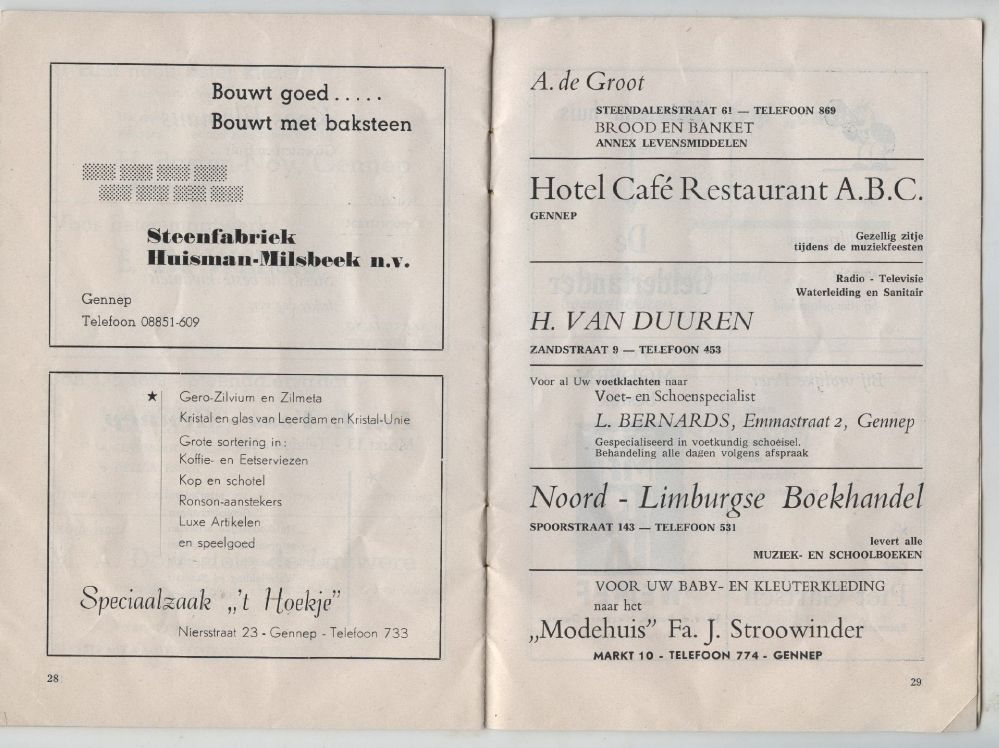 Bouwt goed.....
Bouwt met baksteen
Steenfabriek
Huisman-Milsbeek n.v.
Gennep
Telefoon 08851-609
★ Gero-Zilvium en Zilmeta
Kristal en glas van Leerdam en Kristal-Unie
Grote sortering in:
Koffie- en Eetserviezen
Kop en schotel
Ronson-aanstekers
Luxe Artikelen
en speelgoed
Speciaalzaak „'t Hoekje”
Niersstraat 23 - Gennep - Telefoon 733
28
A. de Groot
STEENDALERSTRAAT 61 — TELEFOON 869
BROOD EN BANKET
ANNEX LEVENSMIDDELEN
Hotel Café Restaurant A.B.C.
GENNEP
Gezellig zitje
tijdens de muziekfeesten
Radio - Televisie
Waterleiding en Sanitair
H. VAN DUUREN
ZANDSTRAAT 9 — TELEFOON 453
Voor al Uw voetklachten naar
Voet- en Schoenspecialist
L. BERNARDS, Emmastraat 2, Gennep
Gespecialiseerd in voetkundig schoeisel.
Behandeling alle dagen volgens afspraak
Noord - Limburgse Boekhandel
SPOORSTRAAT 143 — TELEFOON 531
levert alle
MUZIEK- EN SCHOOLBOEKEN
VOOR UW BABY- EN KLEUTERKLEDING
naar het
„Modehuis” Fa. J. Stroowinder
MARKT 10 - TELEFOON 774 - GENNEP
29